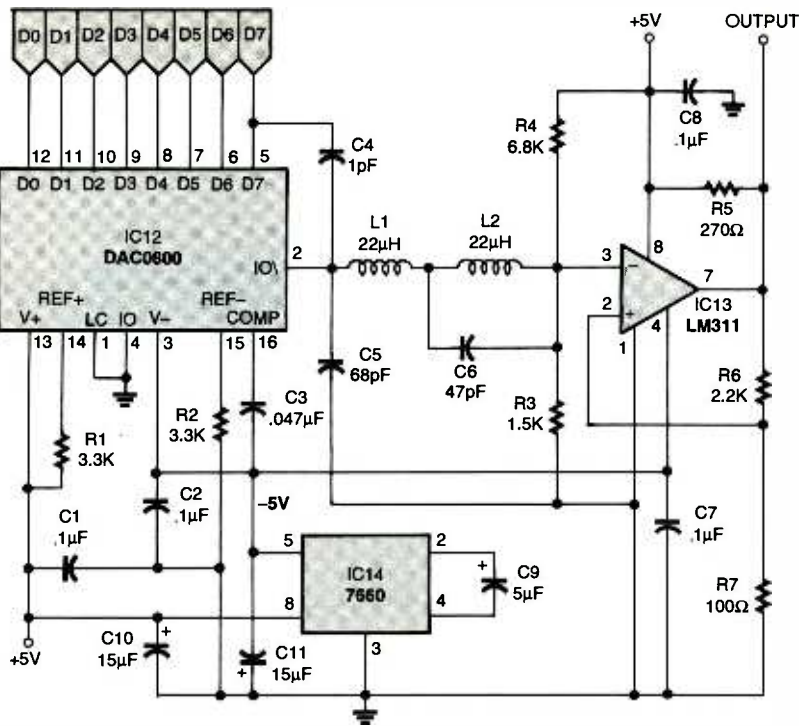 +5V OUTPUT
D0 D1 D2 D3 D4 D5 D6 D7
C8
.1µF
R4
6.8K
C4
1pF
12 11 10 9 8 7 6 5
D0 D1 D2 D3 D4 D5 D6 D7
R5
270Ω
L1
22µH
L2
22µH
IC12
DAC0800
IO\
2
3
−
8
7
2
+
IC13
LM311
4
1
REF+ REF−
V+ LC IO V− COMP
13 14 1 4 3 15 16
C5
68pF
C6
47pF
R6
2.2K
R1
3.3K
R2
3.3K
C3
.047µF
R3
1.5K
−5V
C1
.1µF
C2
.1µF
C7
.1µF
5
8
IC14
7660
2
4
3
+
C9
5µF
R7
100Ω
+5V
C10
15µF
+
C11
15µF
+